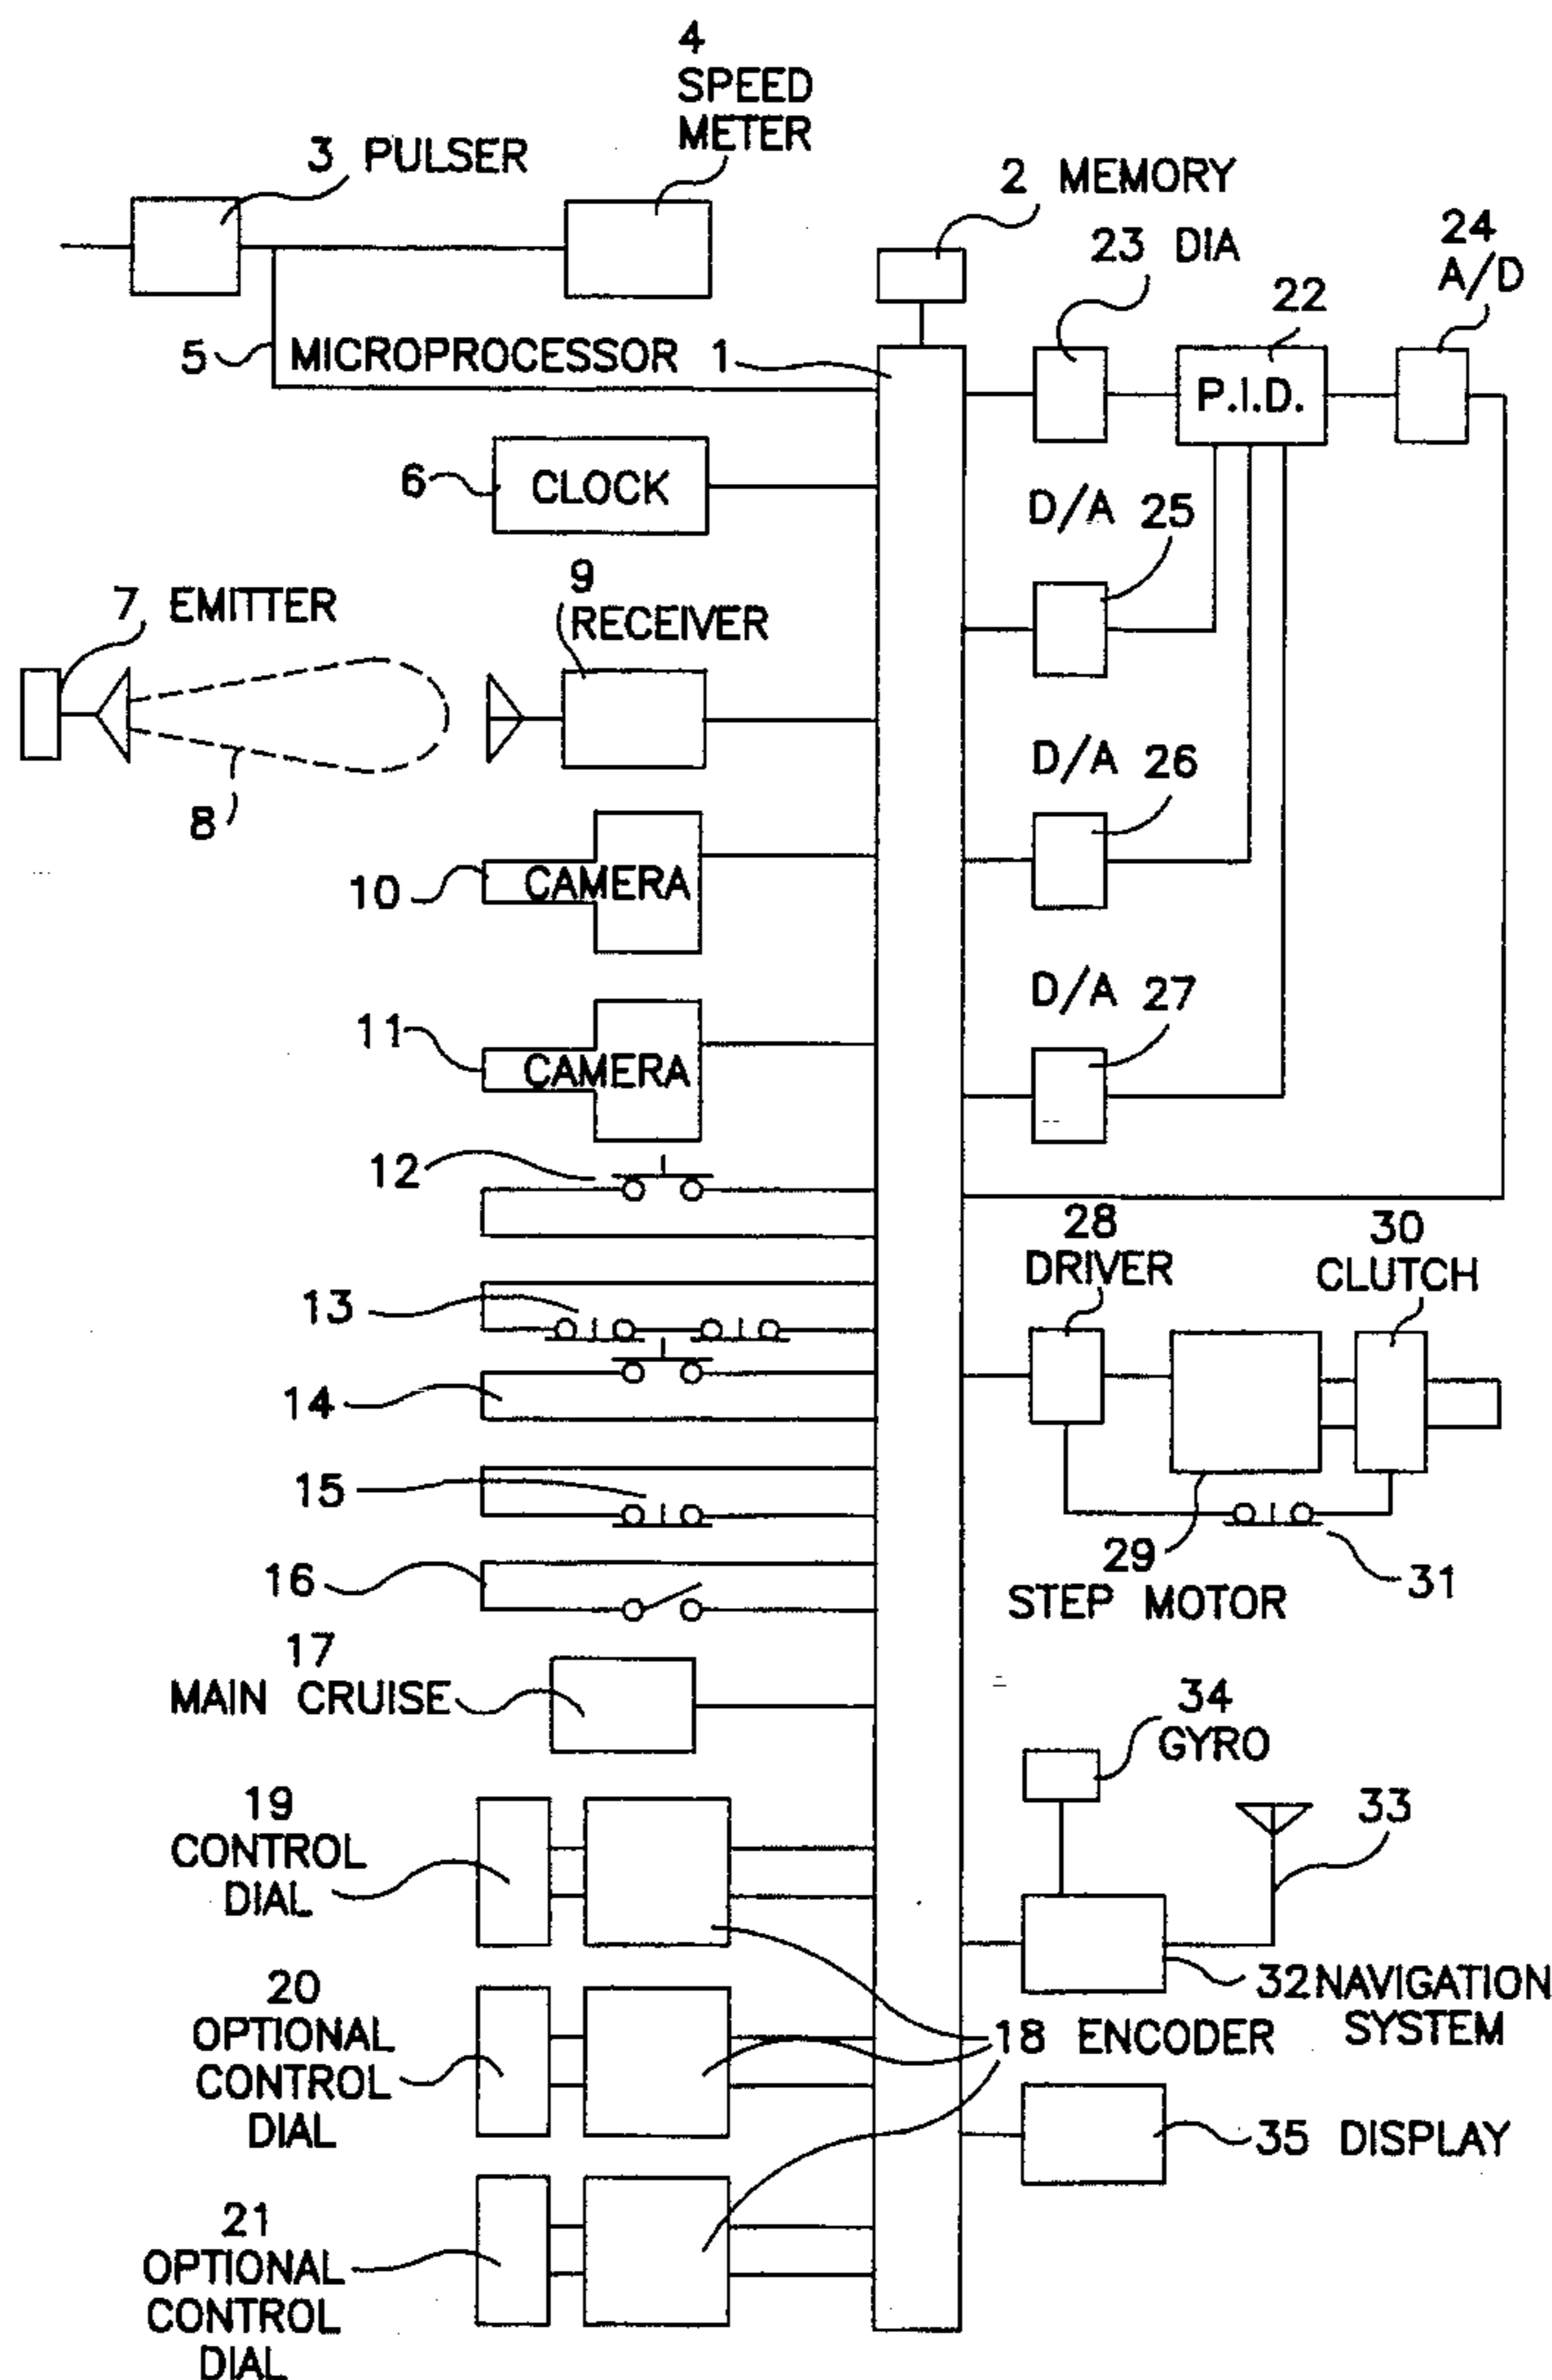 4
SPEED
METER
3 PULSER
2 MEMORY
23 DIA
24
A/D
22
5
MICROPROCESSOR 1
P.I.D.
6
CLOCK
D/A 25
7 EMITTER
9
RECEIVER
8
D/A 26
10
CAMERA
D/A 27
11
CAMERA
12
28
DRIVER
30
CLUTCH
13
14
15
29
STEP MOTOR
31
16
17
MAIN CRUISE
34
GYRO
33
19
CONTROL
DIAL
32 NAVIGATION
SYSTEM
20
OPTIONAL
CONTROL
DIAL
18 ENCODER
35 DISPLAY
21
OPTIONAL
CONTROL
DIAL